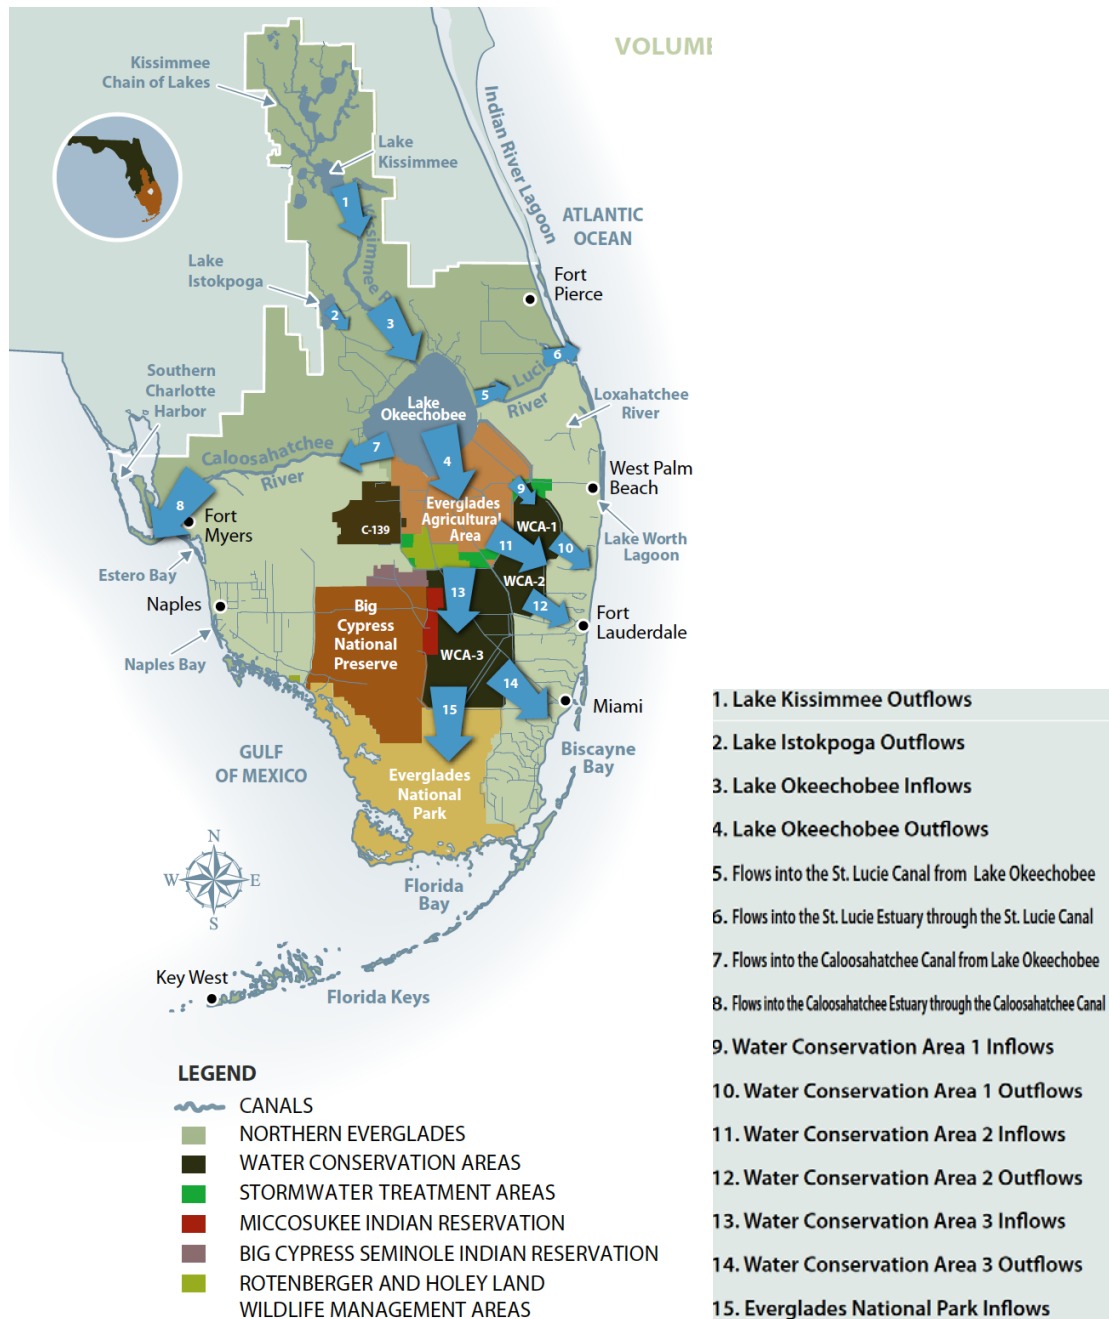 VOLUME
Kissimmee
Chain of Lakes
Lake
Kissimmee
Indian River Lagoon
ATLANTIC
OCEAN
1
Kissimmee R
Lake
Istokpoga
Fort
Pierce
2
3
6
Southern
Charlotte
Harbor
Lucie
5
River
Loxahatchee
River
Lake
Okeechobee
Caloosahatchee
River
7
4
West Palm
Beach
8
Fort
Myers
9
Everglades
Agricultural
Area
C-139
WCA-1
Lake Worth
Lagoon
11
10
Estero Bay
WCA-2
13
12
Naples
Big
Cypress
National
Preserve
Fort
Lauderdale
Naples Bay
WCA-3
14
15
Miami
GULF
OF MEXICO
Biscayne
Bay
Everglades
National
Park
N
W
E
S
Florida
Bay
Key West
Florida Keys
LEGEND
CANALS
NORTHERN EVERGLADES
WATER CONSERVATION AREAS
STORMWATER TREATMENT AREAS
MICCOSUKEE INDIAN RESERVATION
BIG CYPRESS SEMINOLE INDIAN RESERVATION
ROTENBERGER AND HOLEY LAND
WILDLIFE MANAGEMENT AREAS
1. Lake Kissimmee Outflows
2. Lake Istokpoga Outflows
3. Lake Okeechobee Inflows
4. Lake Okeechobee Outflows
5. Flows into the St. Lucie Canal from Lake Okeechobee
6. Flows into the St. Lucie Estuary through the St. Lucie Canal
7. Flows into the Caloosahatchee Canal from Lake Okeechobee
8. Flows into the Caloosahatchee Estuary through the Caloosahatchee Canal
9. Water Conservation Area 1 Inflows
10. Water Conservation Area 1 Outflows
11. Water Conservation Area 2 Inflows
12. Water Conservation Area 2 Outflows
13. Water Conservation Area 3 Inflows
14. Water Conservation Area 3 Outflows
15. Everglades National Park Inflows